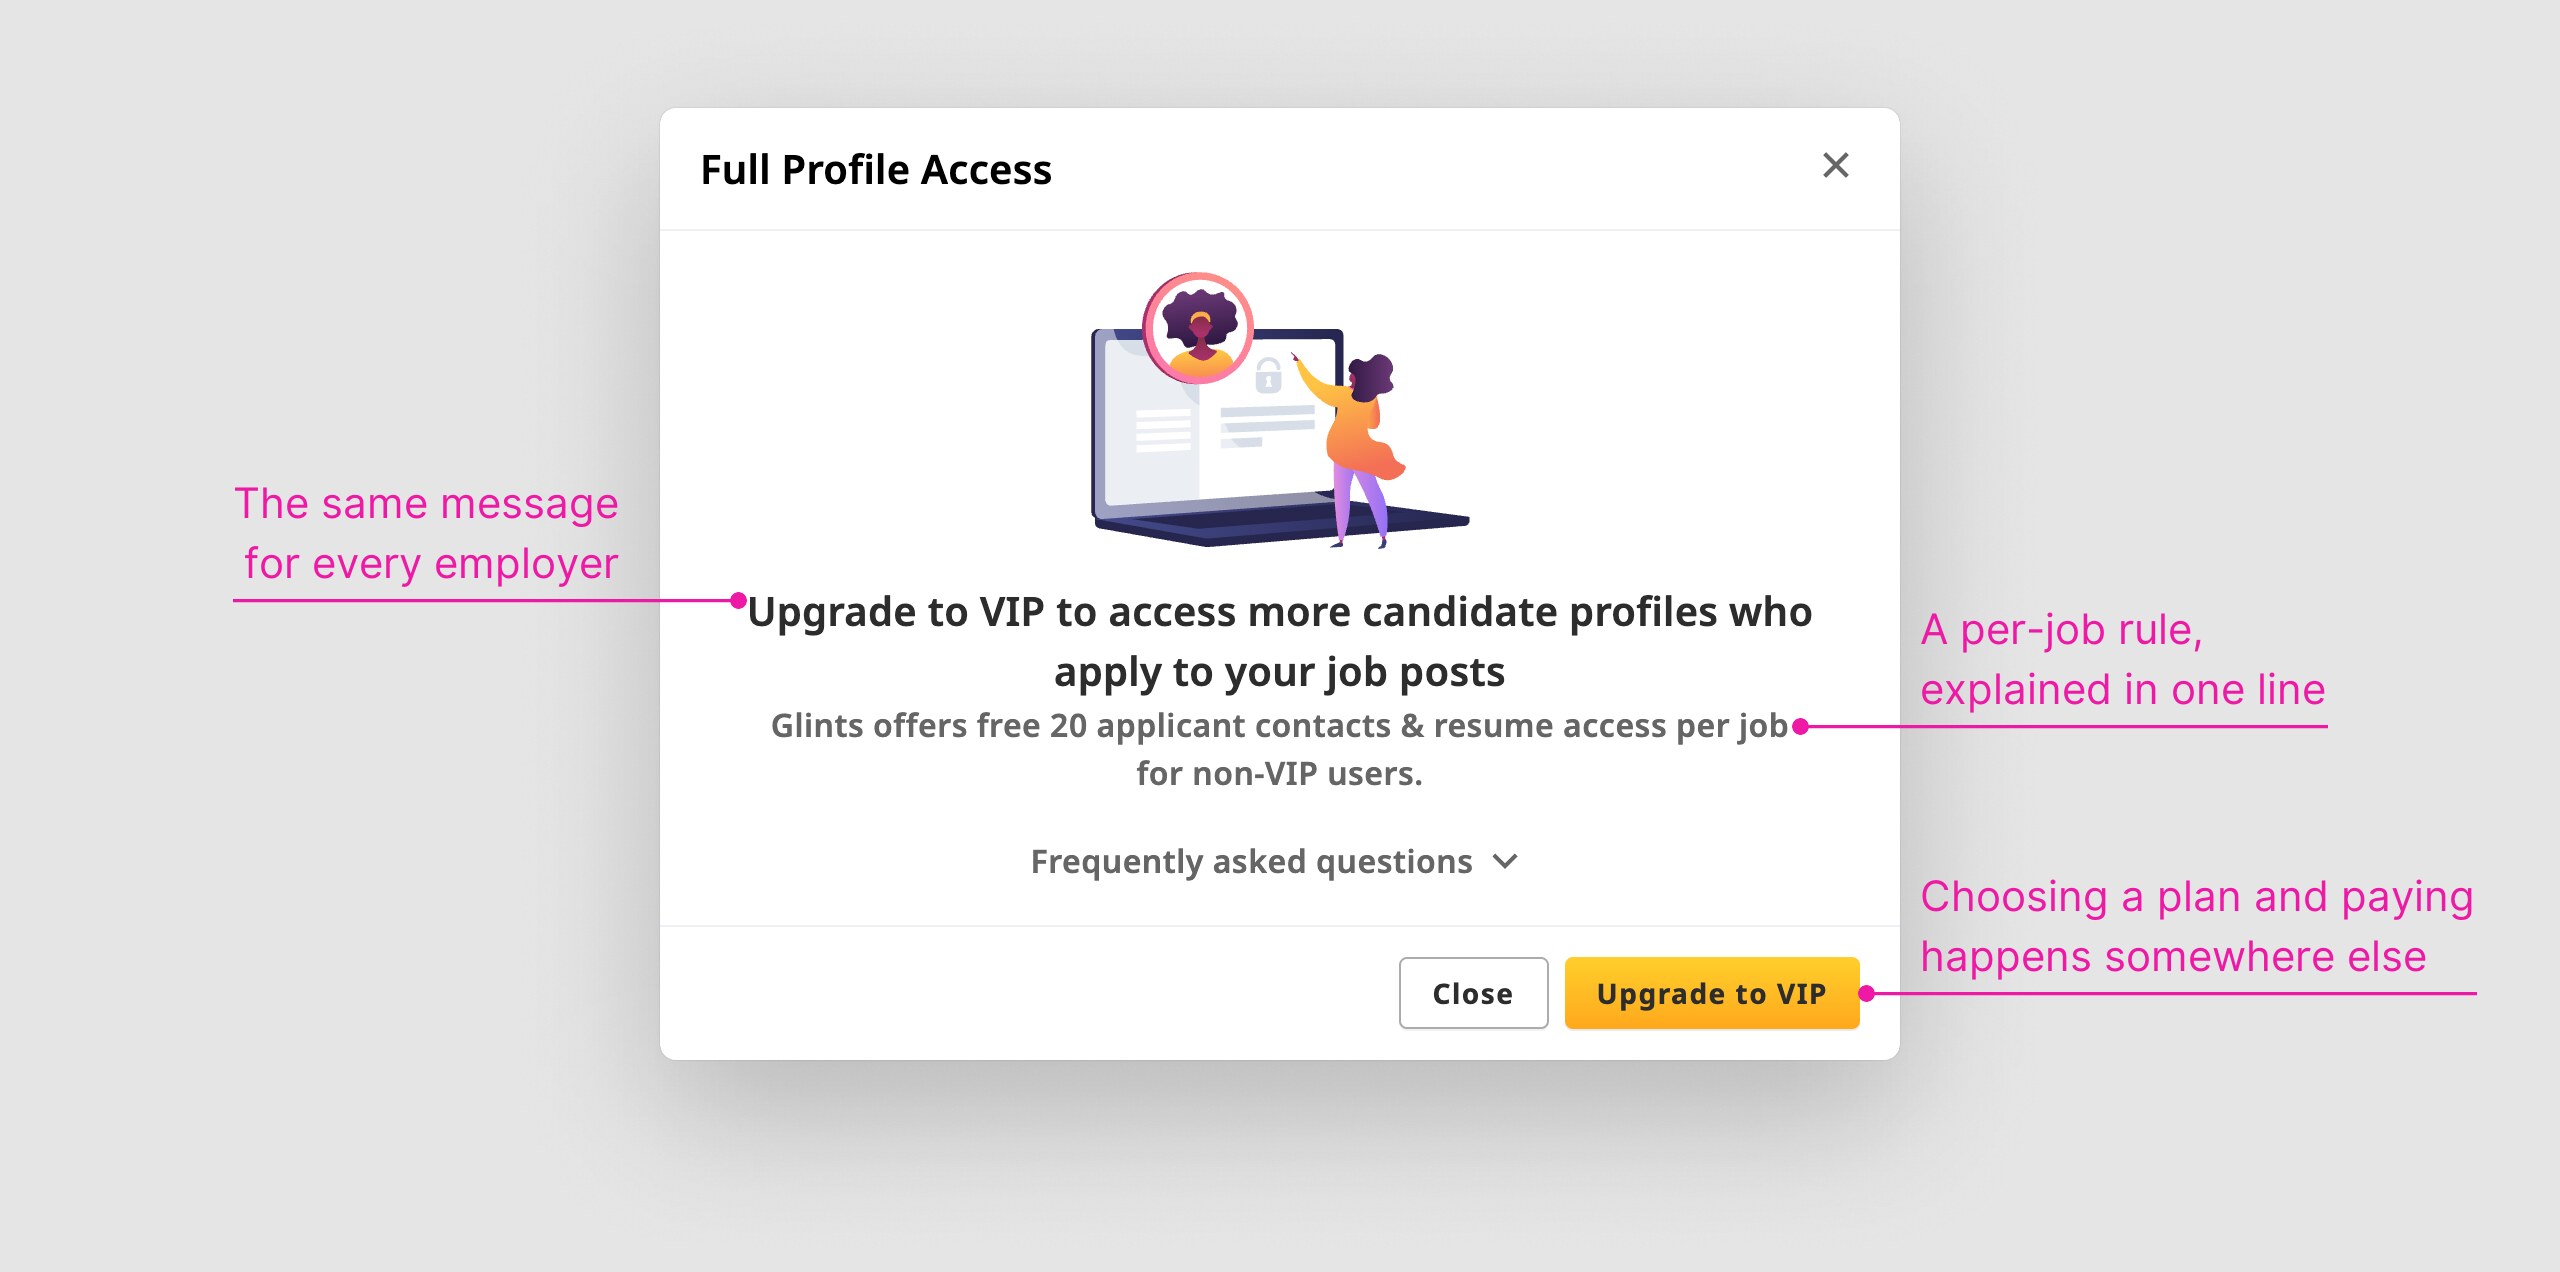 Full Profile Access
The same message
for every employer
Upgrade to VIP to access more candidate profiles who
apply to your job posts
A per-job rule,
explained in one line
Glints offers free 20 applicant contacts & resume access per job
for non-VIP users.
Frequently asked questions
Choosing a plan and paying
happens somewhere else
Close
Upgrade to VIP